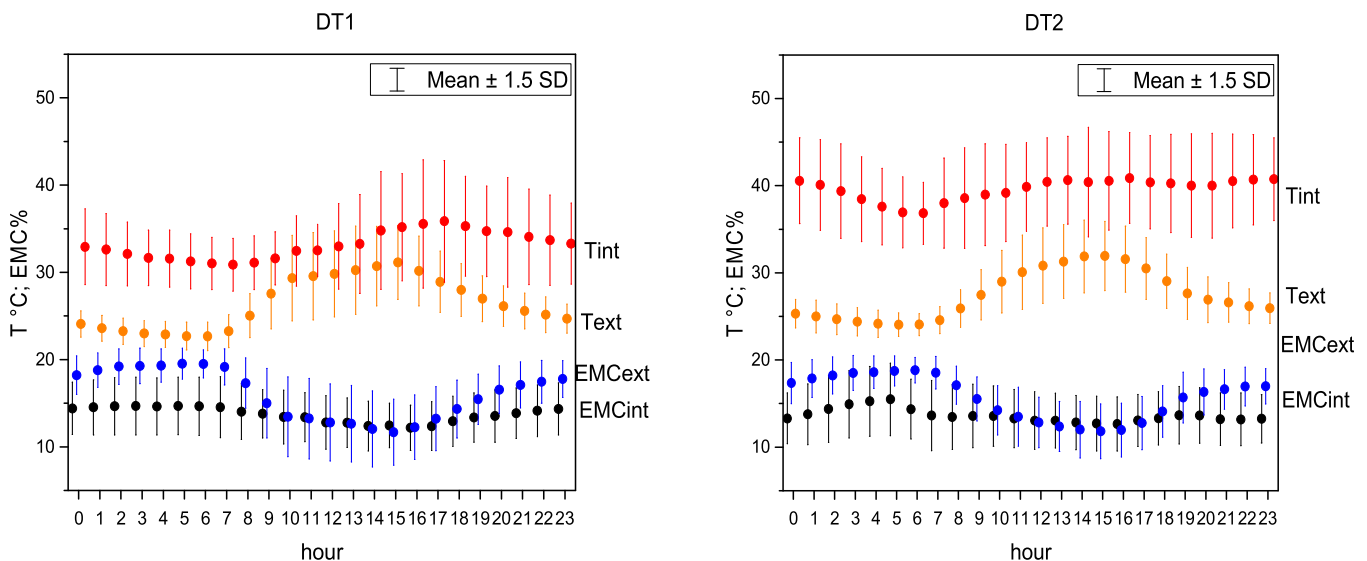 DT1
Mean ± 1.5 SD
T °C; EMC%
50
40
30
20
10
Tint
Text
EMCext
EMCint
0 1 2 3 4 5 6 7 8 9 10 11 12 13 14 15 16 17 18 19 20 21 22 23
hour
DT2
Mean ± 1.5 SD
T °C; EMC%
50
40
30
20
10
Tint
Text
EMCext
EMCint
0 1 2 3 4 5 6 7 8 9 10 11 12 13 14 15 16 17 18 19 20 21 22 23
hour